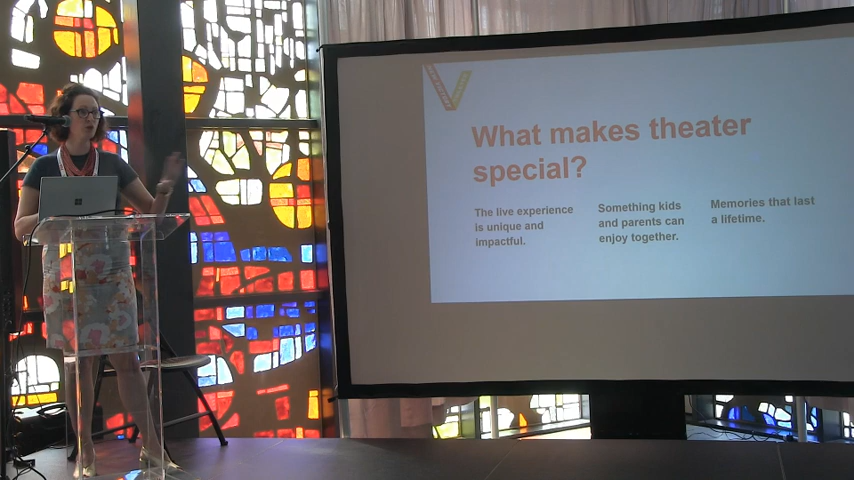 What makes theater
special?
The live experience
is unique and
impactful.
Something kids
and parents can
enjoy together.
Memories that last
a lifetime.